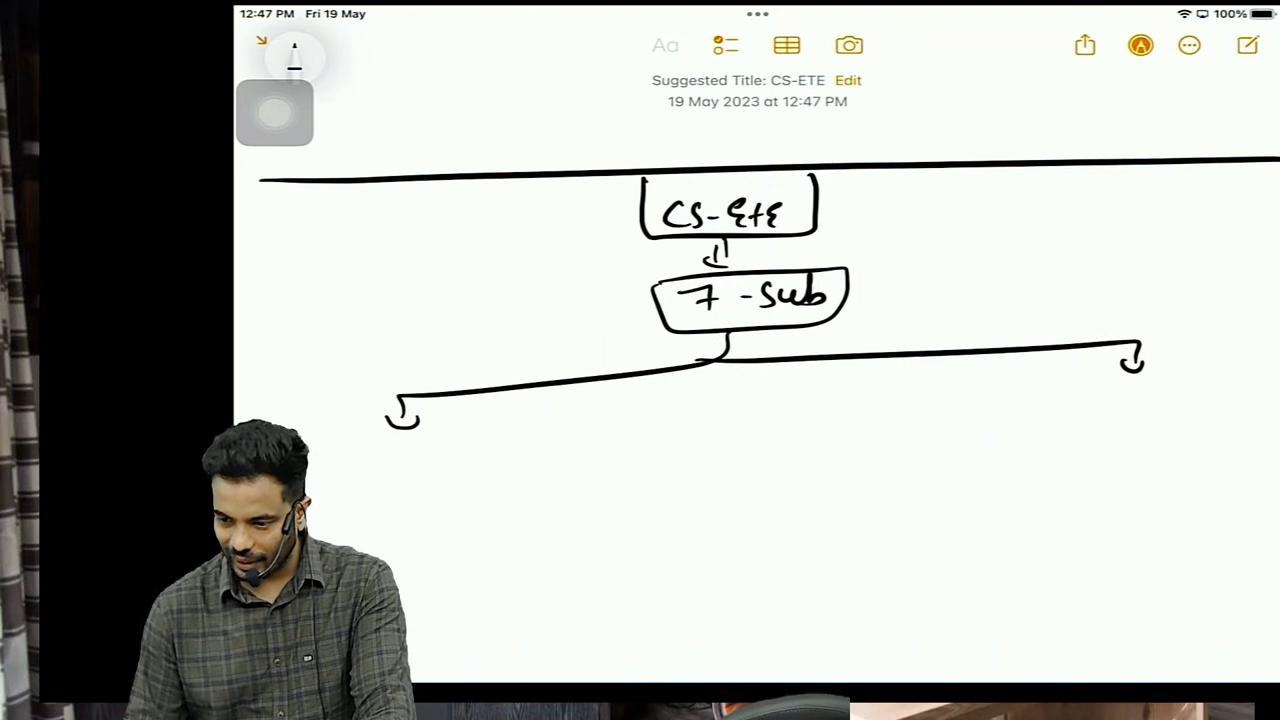 12:47 PM Fri 19 May
100%
Aa
Suggested Title: CS-ETE Edit
19 May 2023 at 12:47 PM
CS-EtE
7 -Sub